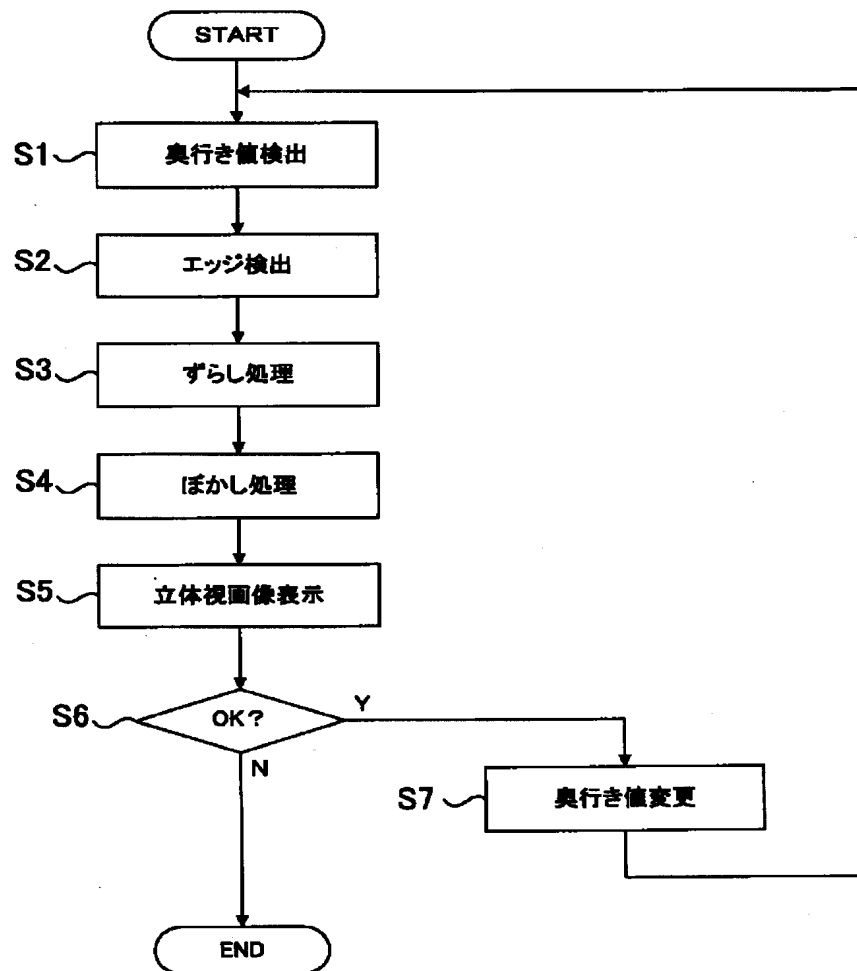 START
S1
奥行き値検出
S2
エッジ検出
S3
ずらし処理
S4
ぼかし処理
S5
立体視画像表示
S6
OK?
Y
N
S7
奥行き値変更
END